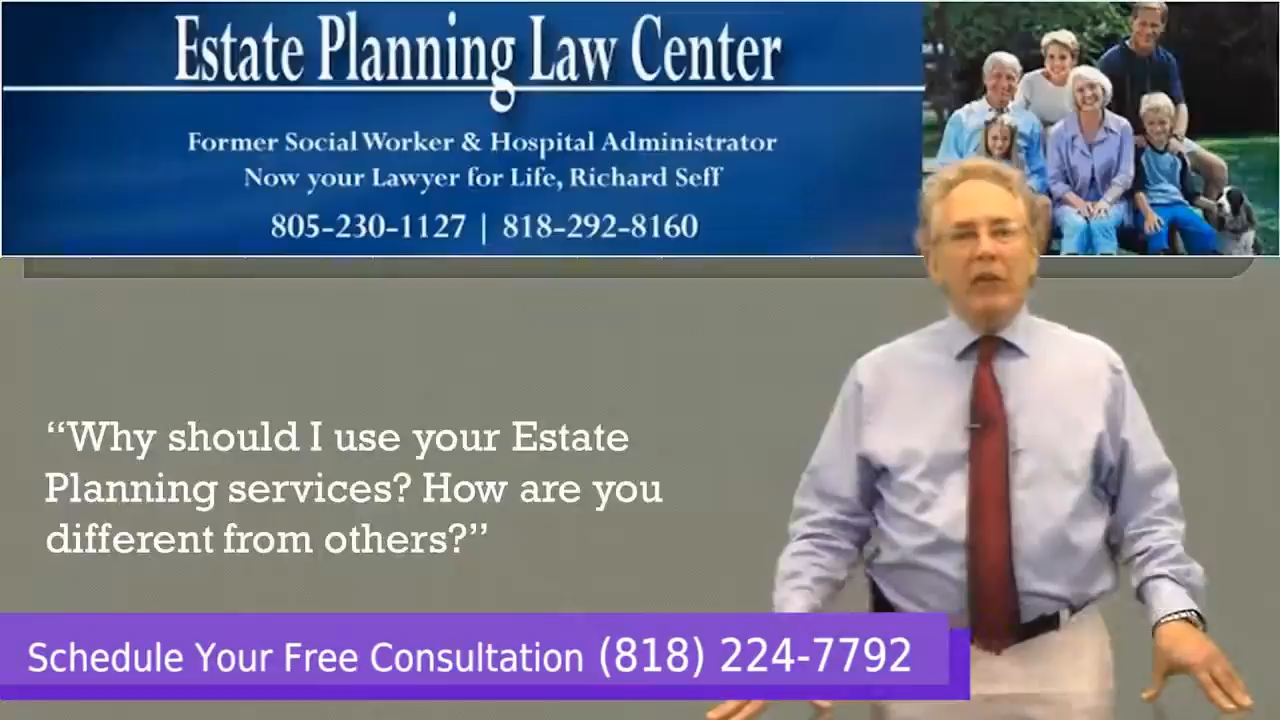 Estate Planning Law Center
Former Social Worker & Hospital Administrator
Now your Lawyer for Life, Richard Seff
805-230-1127 | 818-292-8160
“Why should I use your Estate
Planning services? How are you
different from others?”
Schedule Your Free Consultation (818) 224-7792